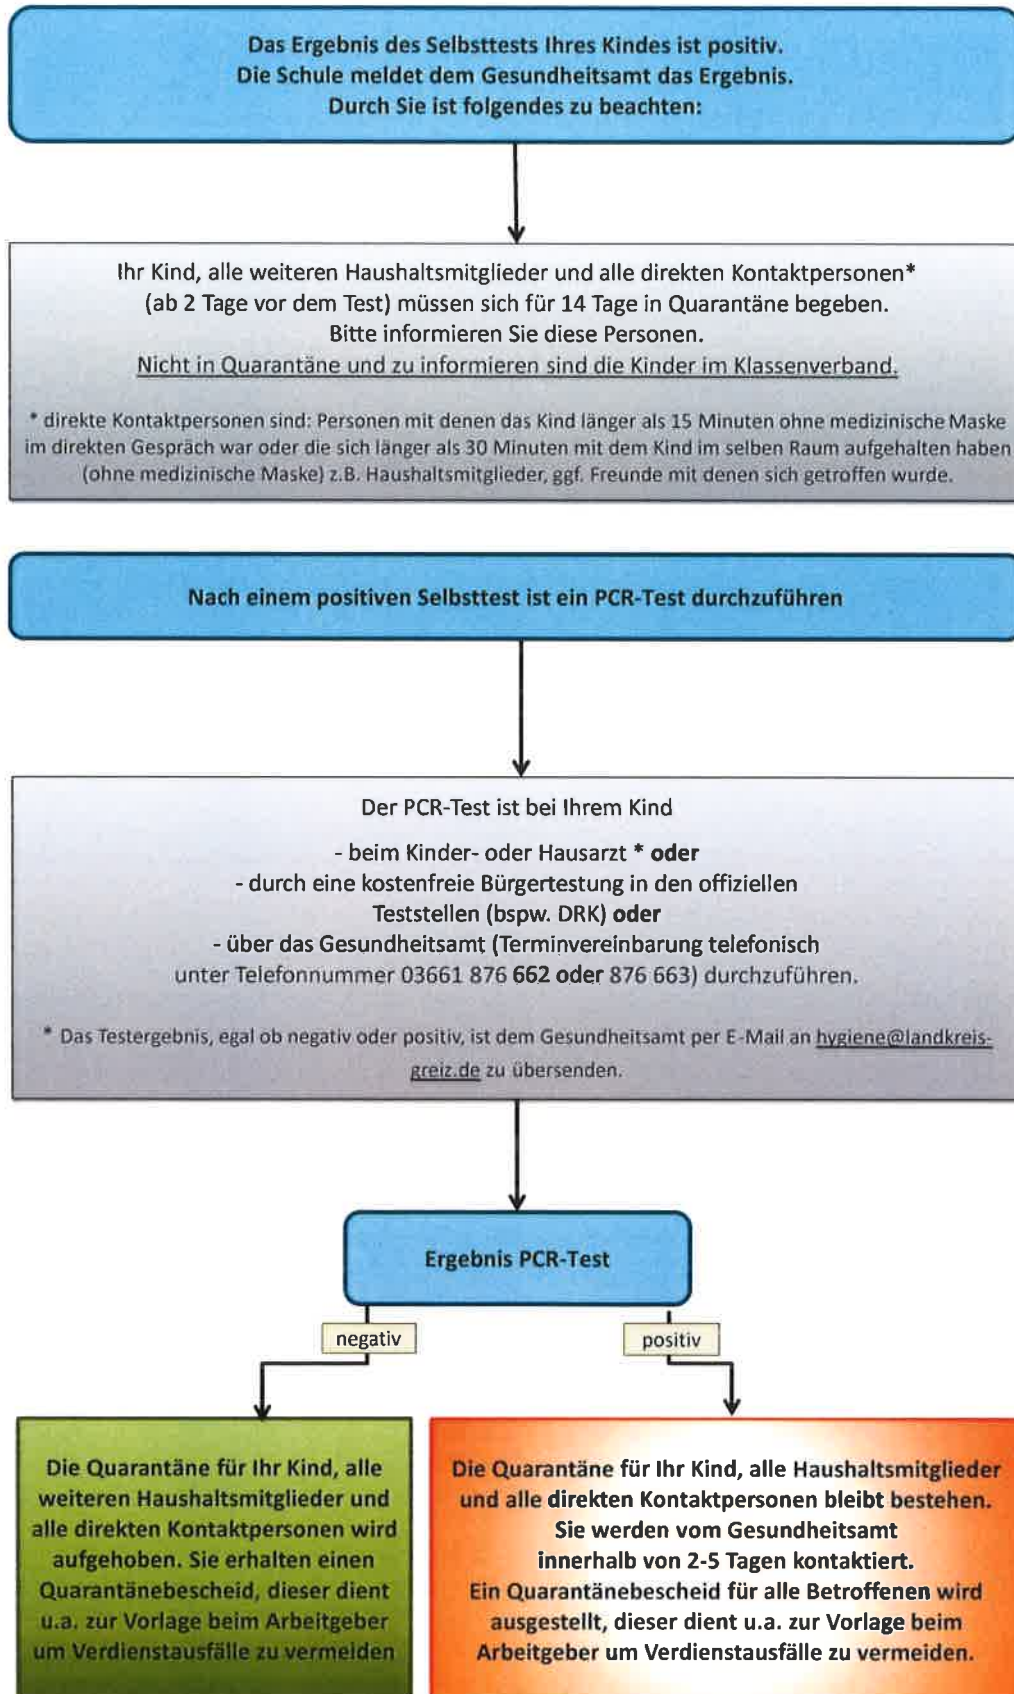 Das Ergebnis des Selbsttests Ihres Kindes ist positiv.
Die Schule meldet dem Gesundheitsamt das Ergebnis.
Durch Sie ist folgendes zu beachten:
Ihr Kind, alle weiteren Haushaltsmitglieder und alle direkten Kontaktpersonen*
(ab 2 Tage vor dem Test) müssen sich für 14 Tage in Quarantäne begeben.
Bitte informieren Sie diese Personen.
Nicht in Quarantäne und zu informieren sind die Kinder im Klassenverband.
* direkte Kontaktpersonen sind: Personen mit denen das Kind länger als 15 Minuten ohne medizinische Maske
im direkten Gespräch war oder die sich länger als 30 Minuten mit dem Kind im selben Raum aufgehalten haben
(ohne medizinische Maske) z.B. Haushaltsmitglieder, ggf. Freunde mit denen sich getroffen wurde.
Nach einem positiven Selbsttest ist ein PCR-Test durchzuführen
Der PCR-Test ist bei Ihrem Kind
- beim Kinder- oder Hausarzt * oder
- durch eine kostenfreie Bürgertestung in den offiziellen
Teststellen (bspw. DRK) oder
- über das Gesundheitsamt (Terminvereinbarung telefonisch
unter Telefonnummer 03661 876 662 oder 876 663) durchzuführen.
* Das Testergebnis, egal ob negativ oder positiv, ist dem Gesundheitsamt per E-Mail an hygiene@landkreis-
greiz.de zu übersenden.
Ergebnis PCR-Test
negativ
positiv
Die Quarantäne für Ihr Kind, alle
weiteren Haushaltsmitglieder und
alle direkten Kontaktpersonen wird
aufgehoben. Sie erhalten einen
Quarantänebescheid, dieser dient
u.a. zur Vorlage beim Arbeitgeber
um Verdienstausfälle zu vermeiden
Die Quarantäne für Ihr Kind, alle Haushaltsmitglieder
und alle direkten Kontaktpersonen bleibt bestehen.
Sie werden vom Gesundheitsamt
innerhalb von 2-5 Tagen kontaktiert.
Ein Quarantänebescheid für alle Betroffenen wird
ausgestellt, dieser dient u.a. zur Vorlage beim
Arbeitgeber um Verdienstausfälle zu vermeiden.